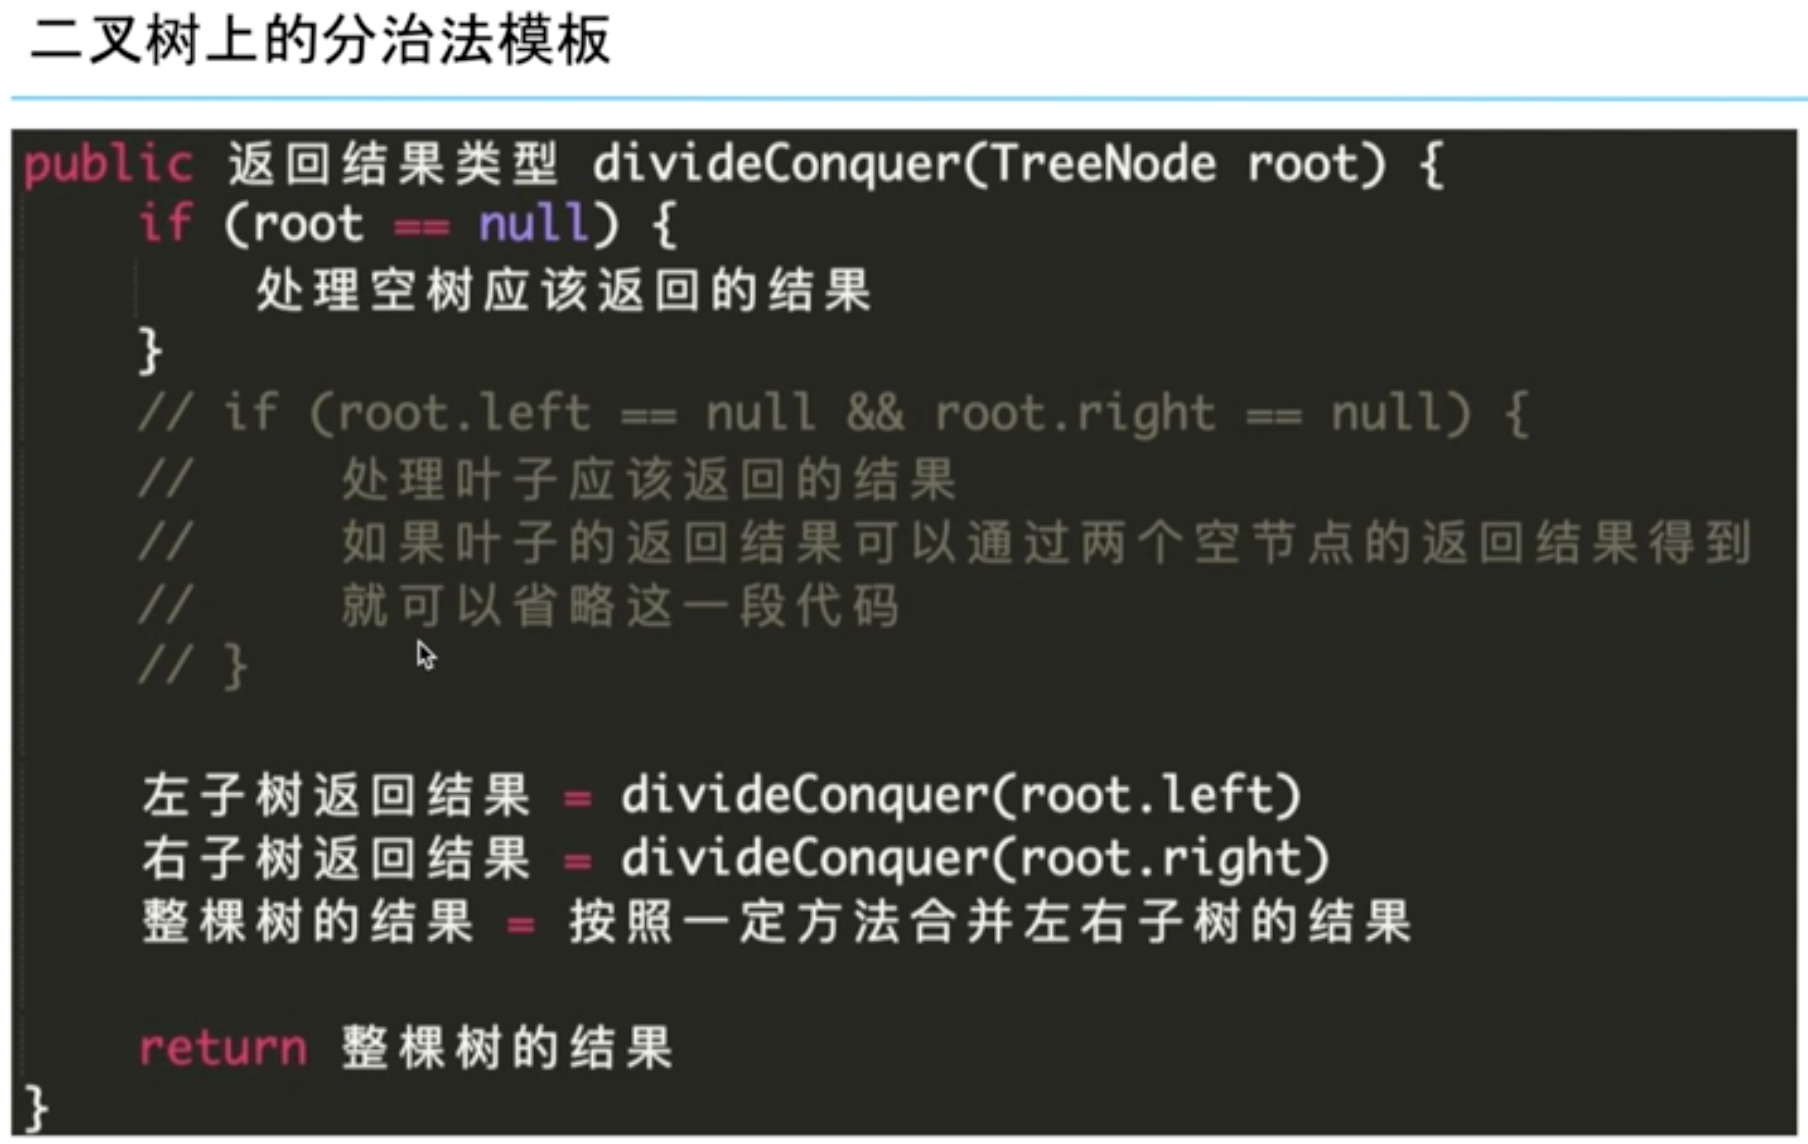 二叉树上的分治法模板
public 返回结果类型 divideConquer(TreeNode root) {
if (root == null) {
处理空树应该返回的结果
}
// if (root.left == null && root.right == null) {
// 处理叶子应该返回的结果
// 如果叶子的返回结果可以通过两个空节点的返回结果得到
// 就可以省略这一段代码
// }
左子树返回结果 = divideConquer(root.left)
右子树返回结果 = divideConquer(root.right)
整棵树的结果 = 按照一定方法合并左右子树的结果
return 整棵树的结果
}